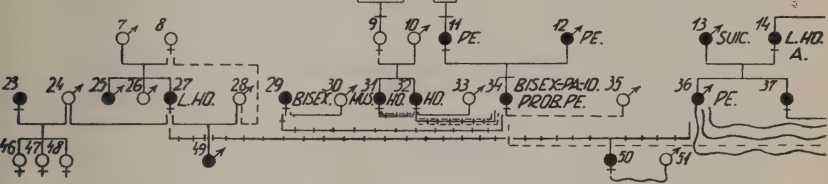 7 8 9 10 11 PE. 12 PE. 13 SUIC. 14 L.HO.
A.
23 24 25 26 27 L.HO. 28 29 BISEX. 30 MUS. 31 HO. 32 HO. 33 34 BISEX-PA-IO. 35 36 PE. 37
PROB.PE.
46 47 48 49 50 51